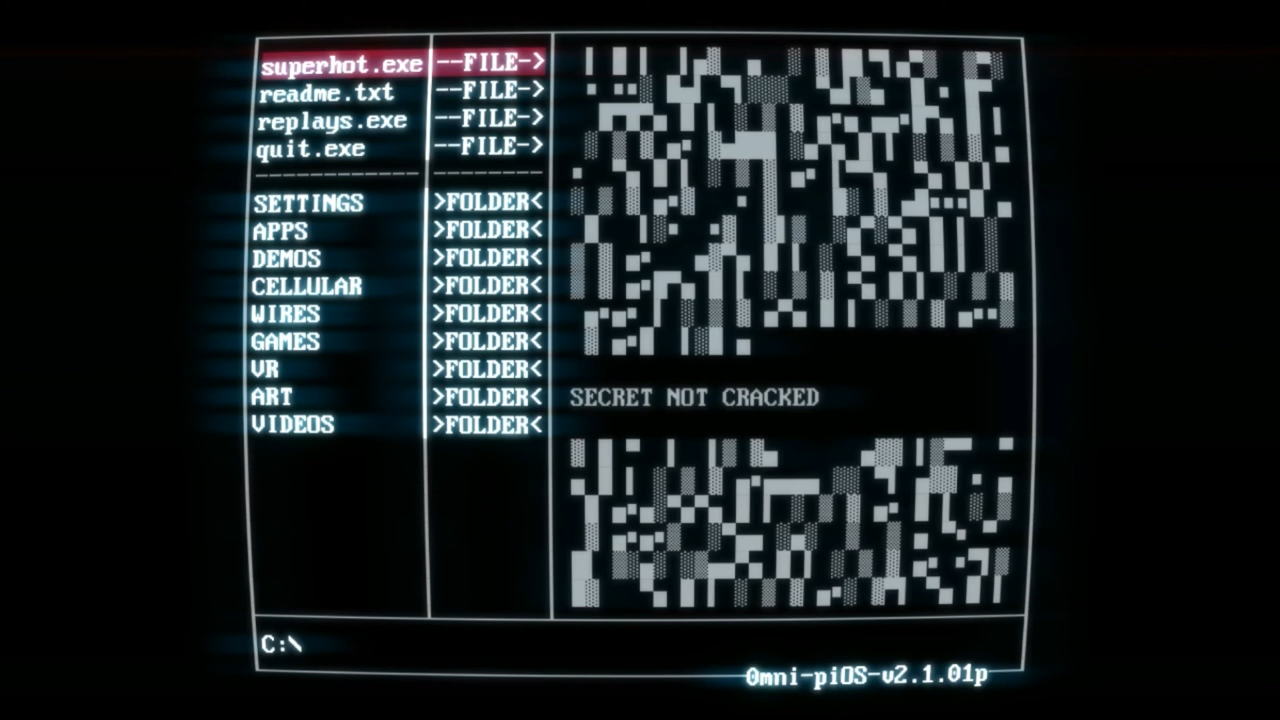 superhot.exe --FILE->
readme.txt --FILE->
replays.exe --FILE->
quit.exe --FILE->
------------ --------
SETTINGS >FOLDER<
APPS >FOLDER<
DEMOS >FOLDER<
CELLULAR >FOLDER<
WIRES >FOLDER<
GAMES >FOLDER<
VR >FOLDER<
ART >FOLDER<
VIDEOS >FOLDER<
SECRET NOT CRACKED
C:\
0mni-piOS-v2.1.01p